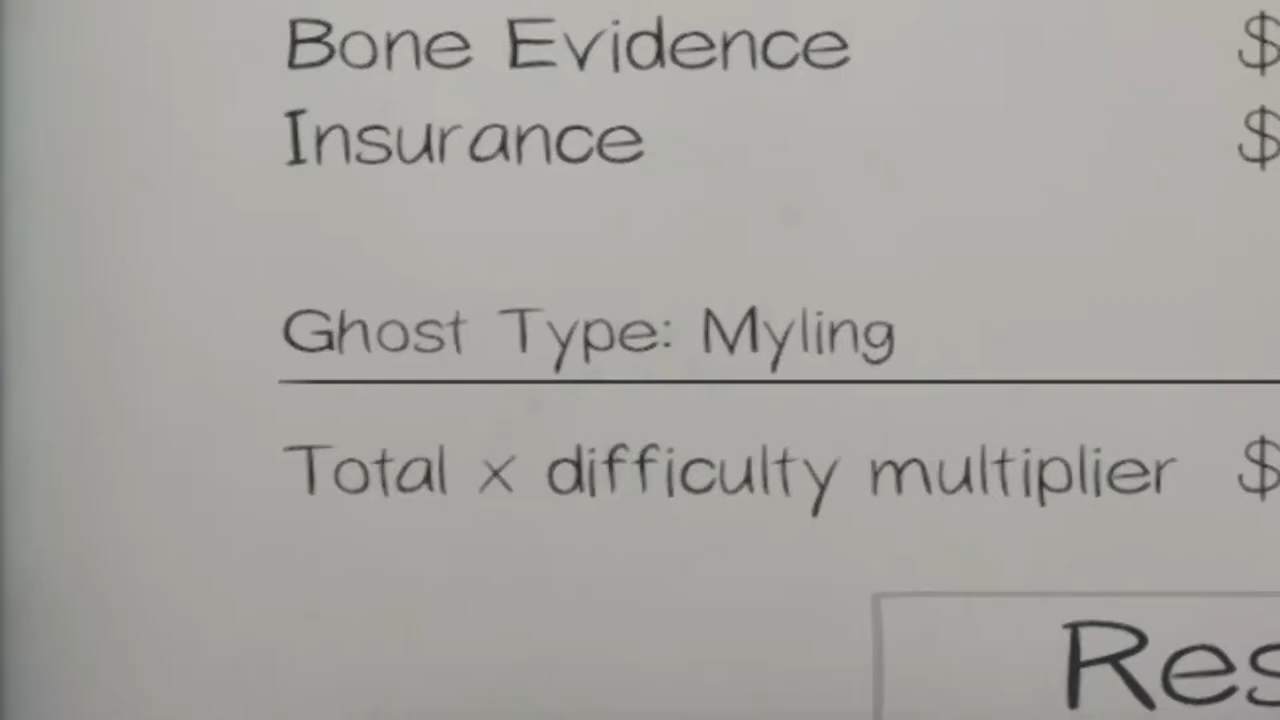 Bone Evidence $
Insurance $
Ghost Type: Myling
Total x difficulty multiplier $
Res